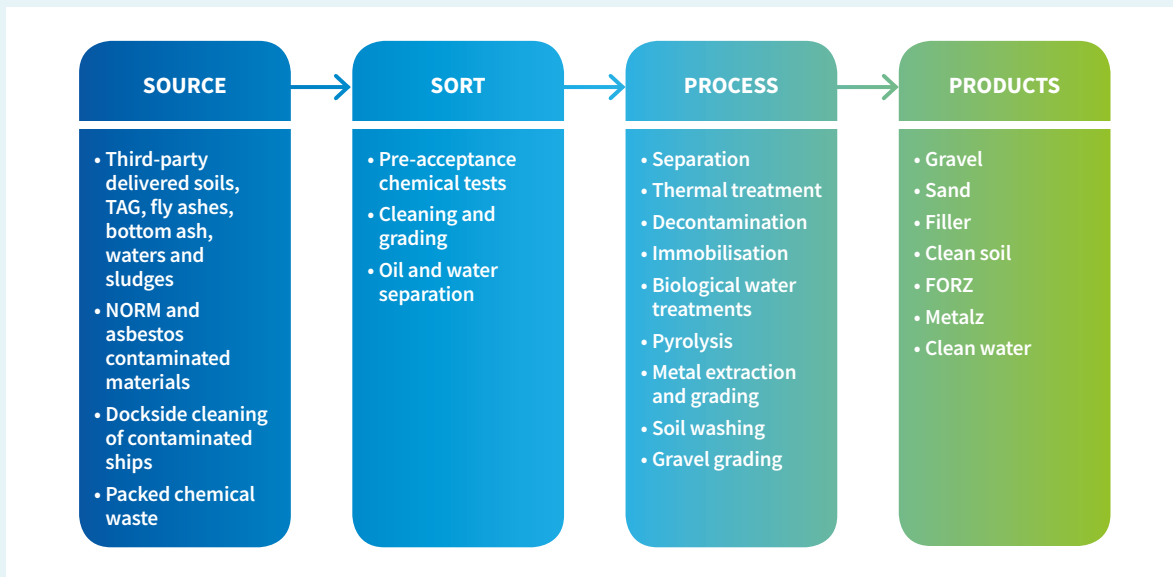 SOURCE
• Third-party
delivered soils,
TAG, fly ashes,
bottom ash,
waters and
sludges
• NORM and
asbestos
contaminated
materials
• Dockside cleaning
of contaminated
ships
• Packed chemical
waste
SORT
• Pre-acceptance
chemical tests
• Cleaning and
grading
• Oil and water
separation
PROCESS
• Separation
• Thermal treatment
• Decontamination
• Immobilisation
• Biological water
treatments
• Pyrolysis
• Metal extraction
and grading
• Soil washing
• Gravel grading
PRODUCTS
• Gravel
• Sand
• Filler
• Clean soil
• FORZ
• Metalz
• Clean water